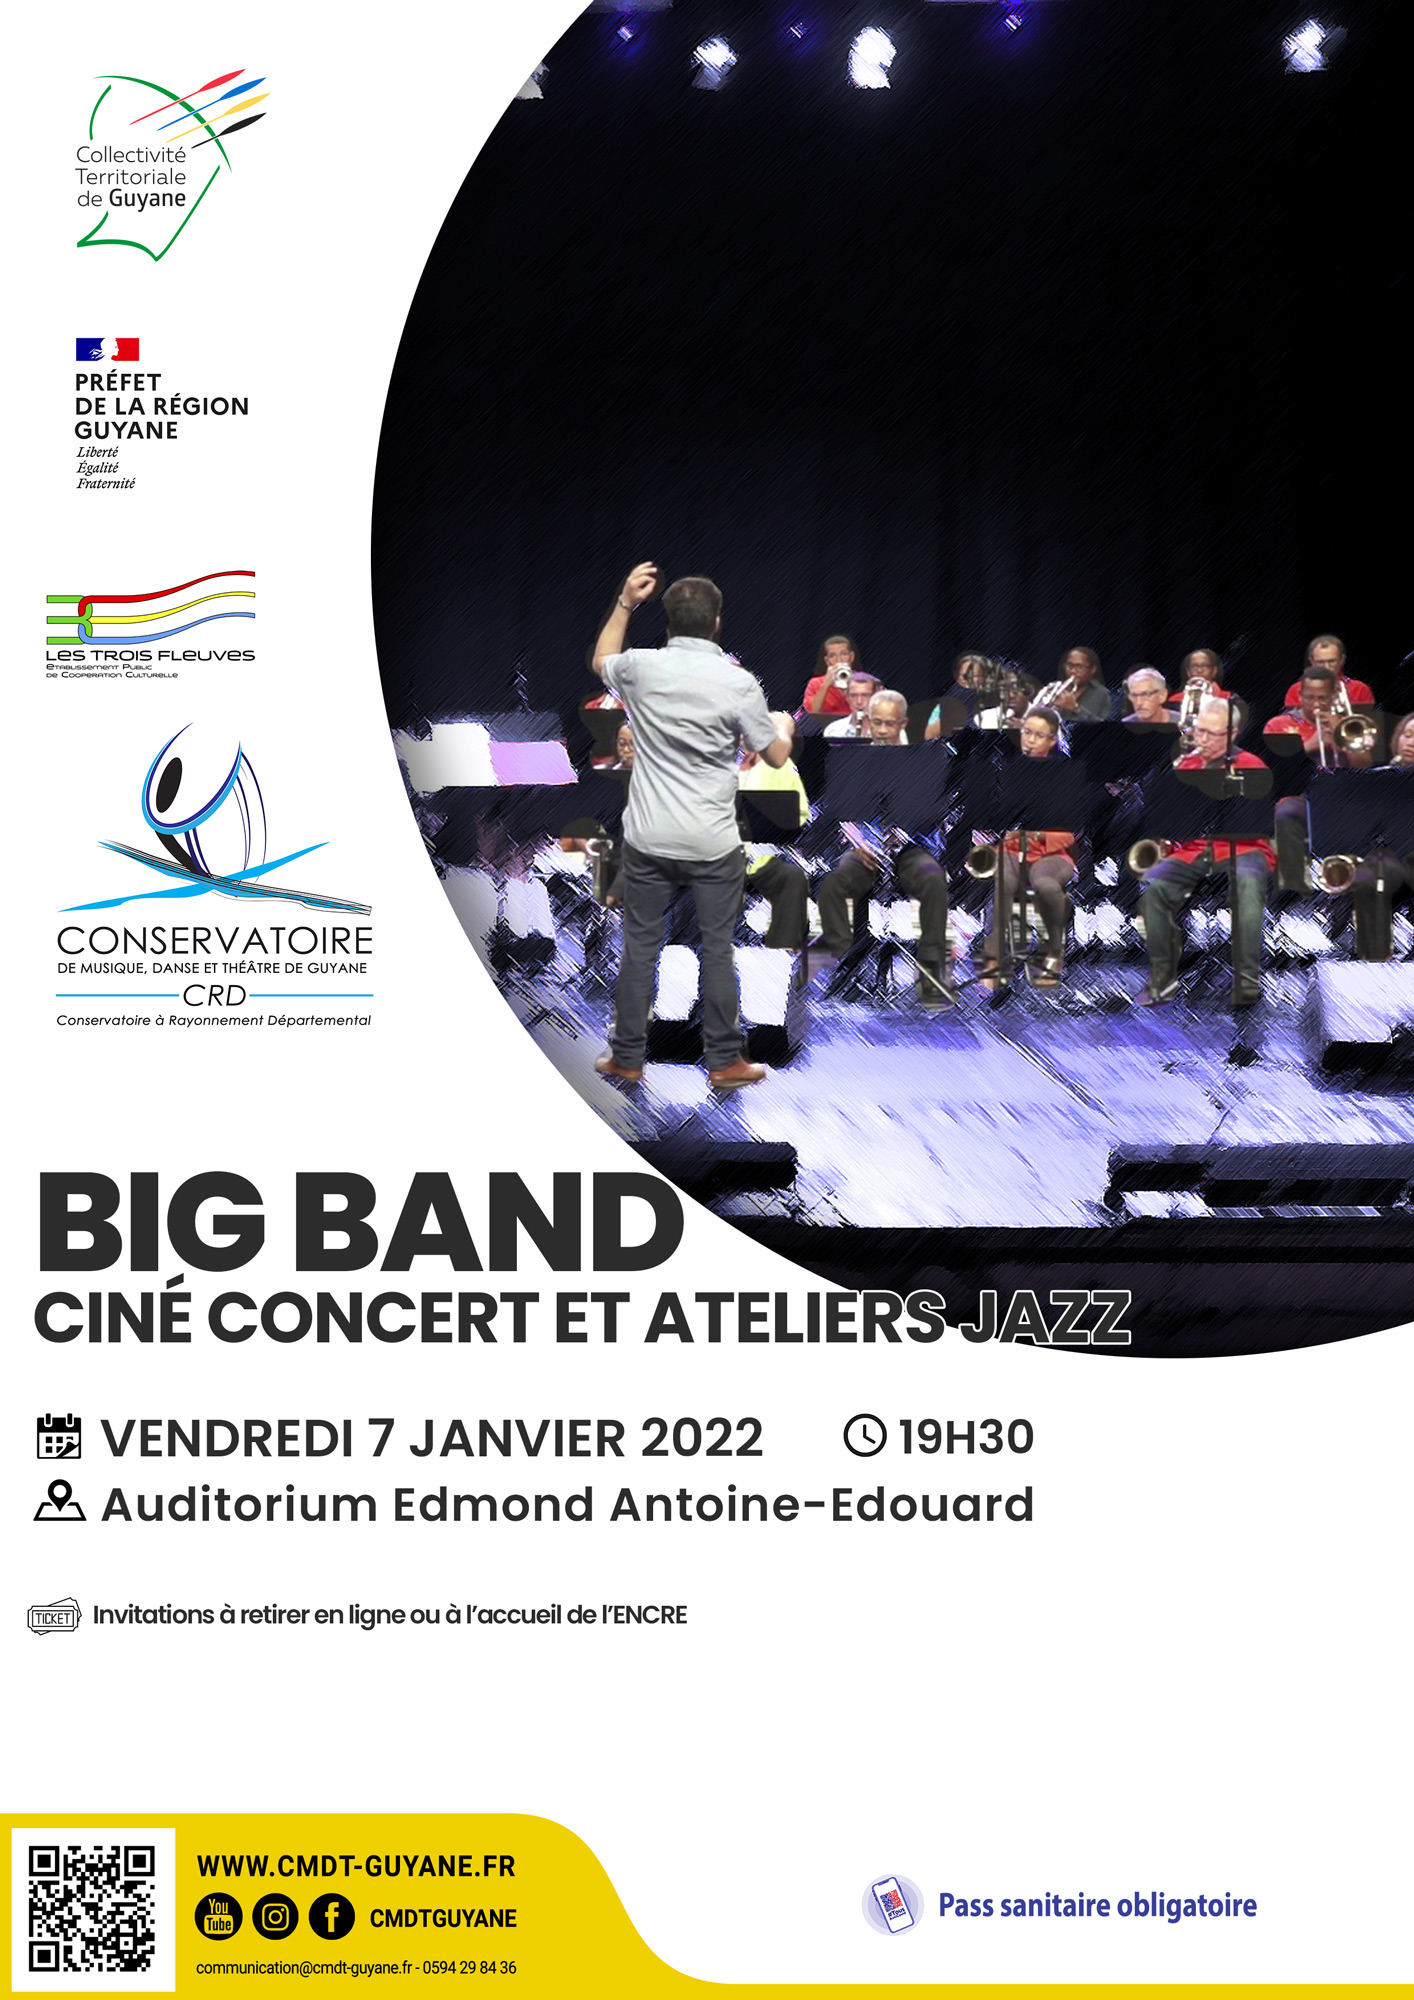 Collectivité
Territoriale
de Guyane
PRÉFET
DE LA RÉGION
GUYANE
Liberté
Égalité
Fraternité
LES TROIS FLEUVES
ETABLISSEMENT PUBLIC
DE COOPERATION CULTURELLE
CONSERVATOIRE
DE MUSIQUE, DANSE ET THÉÂTRE DE GUYANE
CRD
Conservatoire à Rayonnement Départemental
BIG BAND
CINÉ CONCERT ET ATELIERS JAZZ
VENDREDI 7 JANVIER 2022 19H30
Auditorium Edmond Antoine-Edouard
TICKET Invitations à retirer en ligne ou à l'accueil de l'ENCRE
WWW.CMDT-GUYANE.FR
You Tube CMDTGUYANE
communication@cmdt-guyane.fr - 0594 29 84 36
Pass sanitaire obligatoire